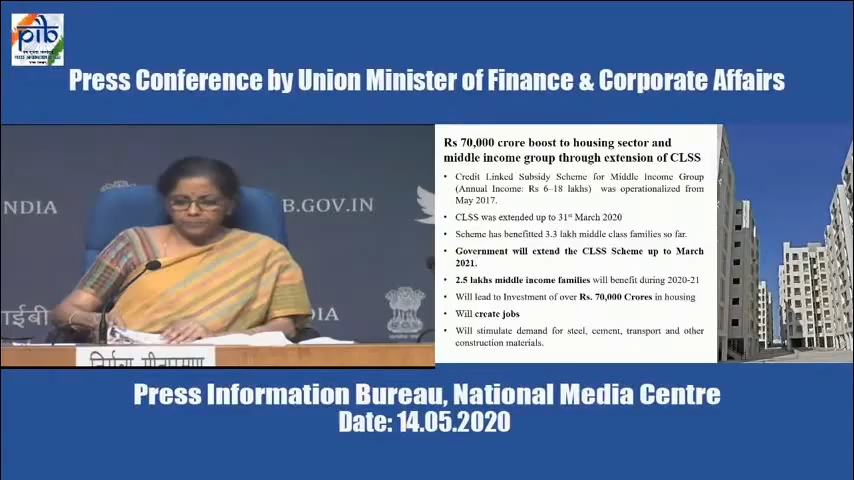 pib
Press Conference by Union Minister of Finance & Corporate Affairs
NDIA
B.GOV.IN
ाईबी
DIA
निर्मला सीतारमण
Rs 70,000 crore boost to housing sector and
middle income group through extension of CLSS
• Credit Linked Subsidy Scheme for Middle Income Group
(Annual Income: Rs 6–18 lakhs) was operationalized from
May 2017.
• CLSS was extended up to 31st March 2020
• Scheme has benefitted 3.3 lakh middle class families so far.
• Government will extend the CLSS Scheme up to March
2021.
• 2.5 lakhs middle income families will benefit during 2020-21
• Will lead to Investment of over Rs. 70,000 Crores in housing
• Will create jobs
• Will stimulate demand for steel, cement, transport and other
construction materials.
Press Information Bureau, National Media Centre
Date: 14.05.2020